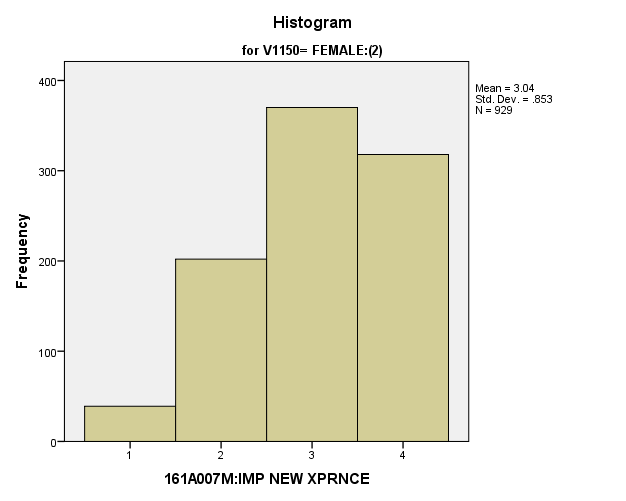 Histogram
for V1150= FEMALE:(2)
Mean = 3.04
Std. Dev. = .853
N = 929
Frequency
400
300
200
100
0
1 2 3 4
161A007M:IMP NEW XPRNCE